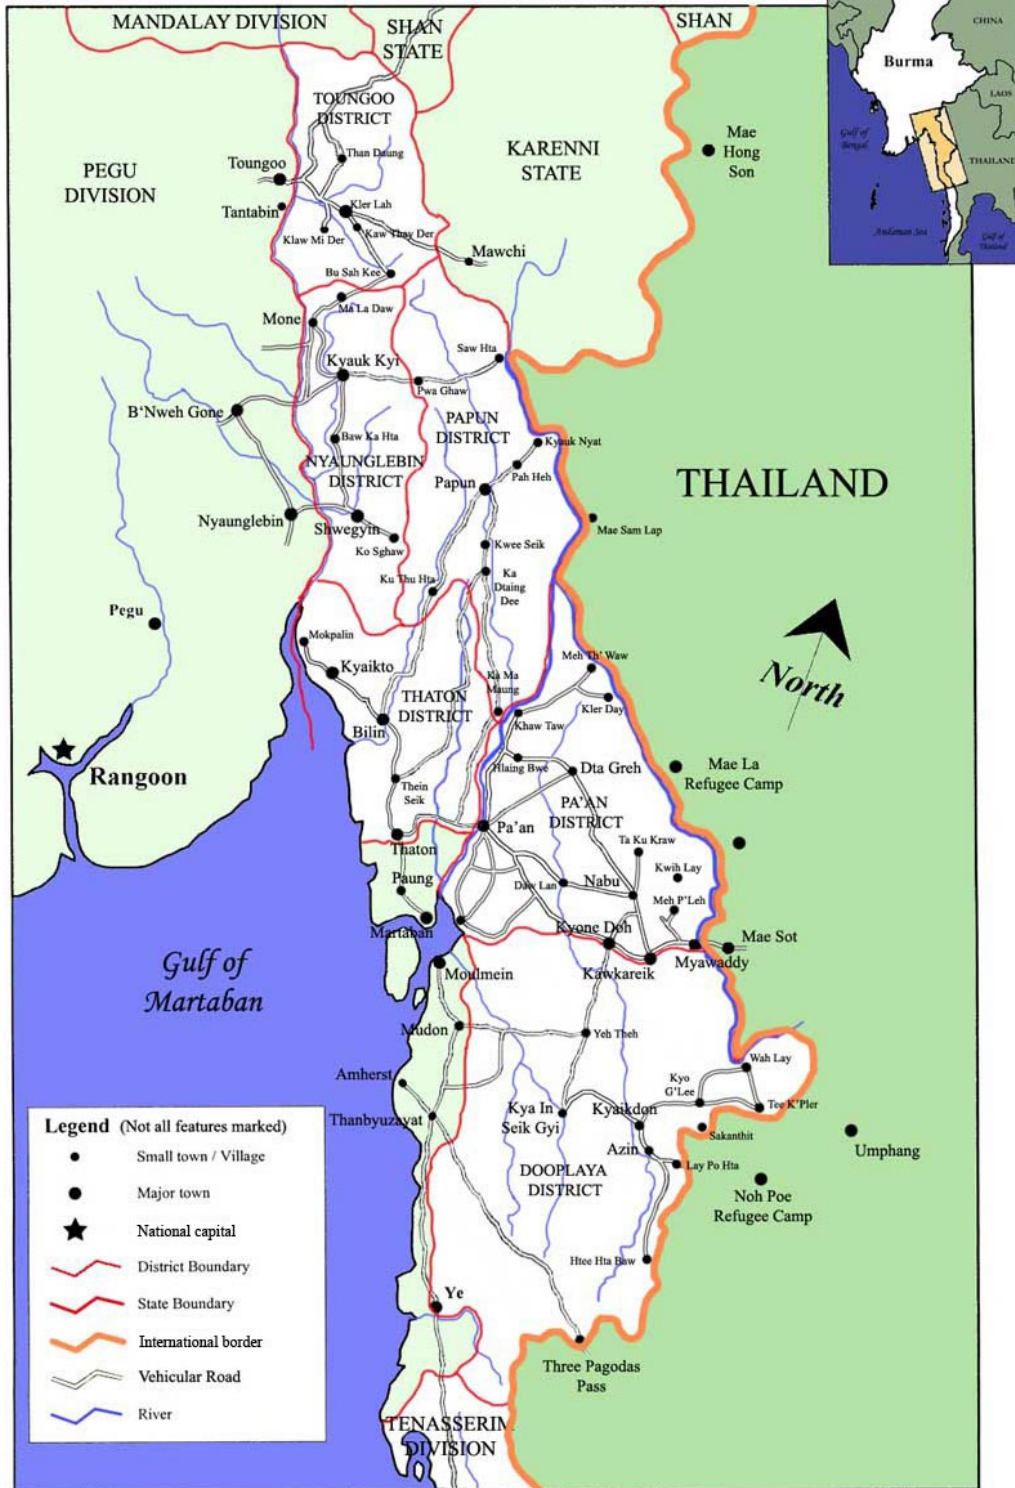 MANDALAY DIVISION
SHAN
STATE
SHAN
CHINA
Burma
LAOS
Gulf of
Bengal
THAILAND
Andaman Sea
Gulf of
Thailand
TOUNGOO
DISTRICT
Mae
Hong
Son
KARENNI
STATE
PEGU
DIVISION
Toungoo
Than Daung
Tantabin
Kler Lah
Klaw Mi Der
Kaw Thay Der
Mawchi
Bu Sah Kee
Ma La Daw
Mone
Saw Hta
Kyauk Kyi
Pwa Ghaw
B'Nweh Gone
PAPUN
DISTRICT
Baw Ka Hta
Kyauk Nyat
NYAUNGLEBIN
DISTRICT
Pah Heh
Papun
THAILAND
Nyaunglebin
Shwegyin
Mae Sam Lap
Ko Sghaw
Kwee Seik
Ku Thu Hta
Ka
Dtaing
Dee
Pegu
Mokpalin
Kyaikto
Meh Th' Waw
North
Ka Ma
Maung
THATON
DISTRICT
Kler Day
Bilin
Khaw Taw
Rangoon
Hlaing Bwe
Dta Greh
Mae La
Refugee Camp
Thein
Seik
PA'AN
DISTRICT
Pa'an
Thaton
Ta Ku Kraw
Kwih Lay
Paung
Daw Lan
Nabu
Meh P'Leh
Martaban
Kyone Doh
Mae Sot
Gulf of
Martaban
Myawaddy
Moulmein
Kawkareik
Mudon
Yeh Theh
Wah Lay
Amherst
Kyo
G'Lee
Thanbyuzayat
Kya In
Seik Gyi
Kyaikdon
Tee K'Pler
Sakanthit
Umphang
Azin
Lay Po Hta
DOOPLAYA
DISTRICT
Noh Poe
Refugee Camp
Htee Hta Baw
Ye
Three Pagodas
Pass
TENASSERIM
DIVISION
Legend (Not all features marked)
Small town / Village
Major town
National capital
District Boundary
State Boundary
International border
Vehicular Road
River